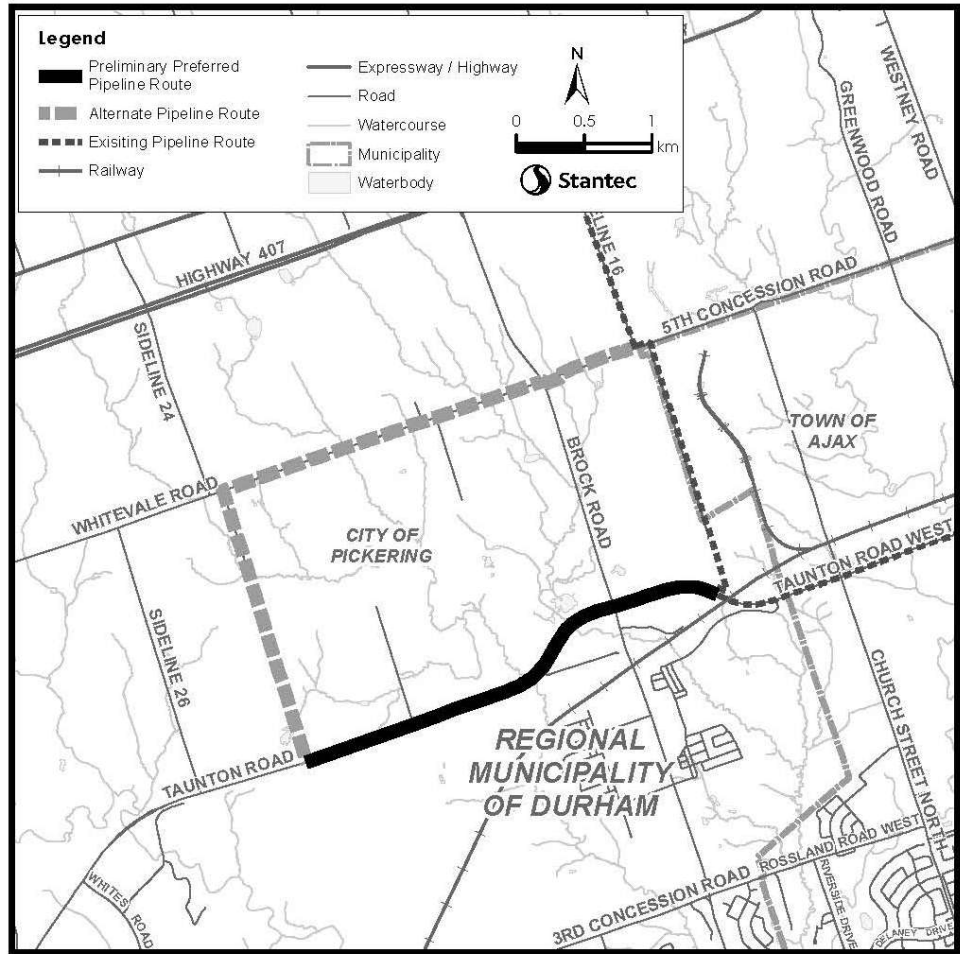 Legend
Preliminary Preferred
Pipeline Route
Alternate Pipeline Route
Exisiting Pipeline Route
Railway
Expressway / Highway
Road
Watercourse
Municipality
Waterbody
N
0 0.5 1
km
Stantec
WESTNEY ROAD
GREENWOOD ROAD
HIGHWAY 407
ELINE 16
5TH CONCESSION ROAD
SIDELINE 24
TOWN OF
AJAX
BROCK ROAD
WHITEVALE ROAD
CITY OF
PICKERING
TAUNTON ROAD WEST
SIDELINE 26
CHURCH STREET NORTH
TAUNTON ROAD
REGIONAL
MUNICIPALITY
OF DURHAM
WHITES ROAD
3RD CONCESSION ROAD
ROSSLAND ROAD WEST
RIVERSIDE DRIVE
DELANEY DRIVE